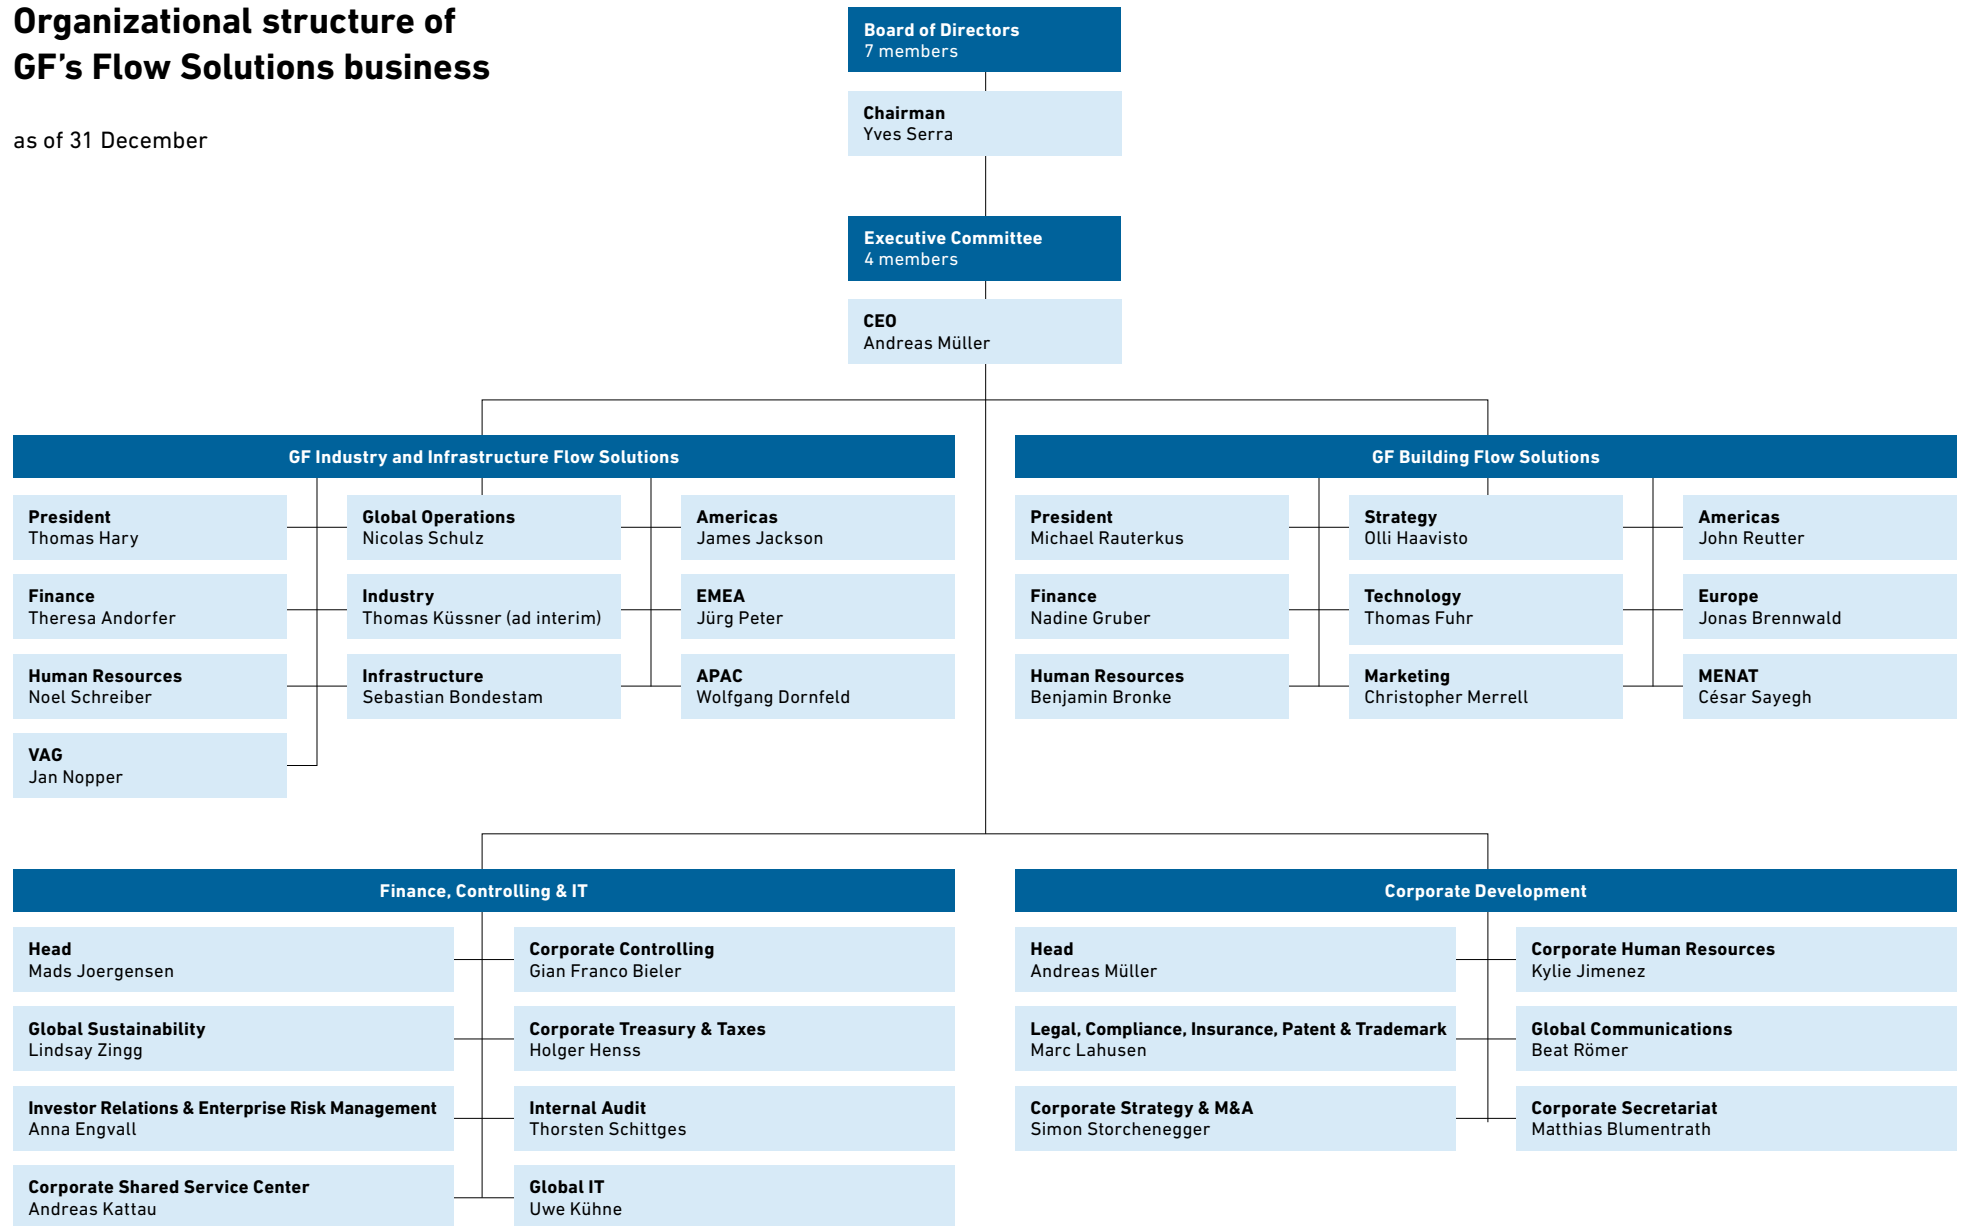 Organizational structure of
GF’s Flow Solutions business
as of 31 December
Board of Directors
7 members
Chairman
Yves Serra
Executive Committee
4 members
CEO
Andreas Müller
GF Industry and Infrastructure Flow Solutions
President
Thomas Hary
Global Operations
Nicolas Schulz
Americas
James Jackson
Finance
Theresa Andorfer
Industry
Thomas Küssner (ad interim)
EMEA
Jürg Peter
Human Resources
Noel Schreiber
Infrastructure
Sebastian Bondestam
APAC
Wolfgang Dornfeld
VAG
Jan Nopper
GF Building Flow Solutions
President
Michael Rauterkus
Strategy
Olli Haavisto
Americas
John Reutter
Finance
Nadine Gruber
Technology
Thomas Fuhr
Europe
Jonas Brennwald
Human Resources
Benjamin Bronke
Marketing
Christopher Merrell
MENAT
César Sayegh
Finance, Controlling & IT
Head
Mads Joergensen
Corporate Controlling
Gian Franco Bieler
Global Sustainability
Lindsay Zingg
Corporate Treasury & Taxes
Holger Henss
Investor Relations & Enterprise Risk Management
Anna Engvall
Internal Audit
Thorsten Schittges
Corporate Shared Service Center
Andreas Kattau
Global IT
Uwe Kühne
Corporate Development
Head
Andreas Müller
Corporate Human Resources
Kylie Jimenez
Legal, Compliance, Insurance, Patent & Trademark
Marc Lahusen
Global Communications
Beat Römer
Corporate Strategy & M&A
Simon Storchenegger
Corporate Secretariat
Matthias Blumentrath